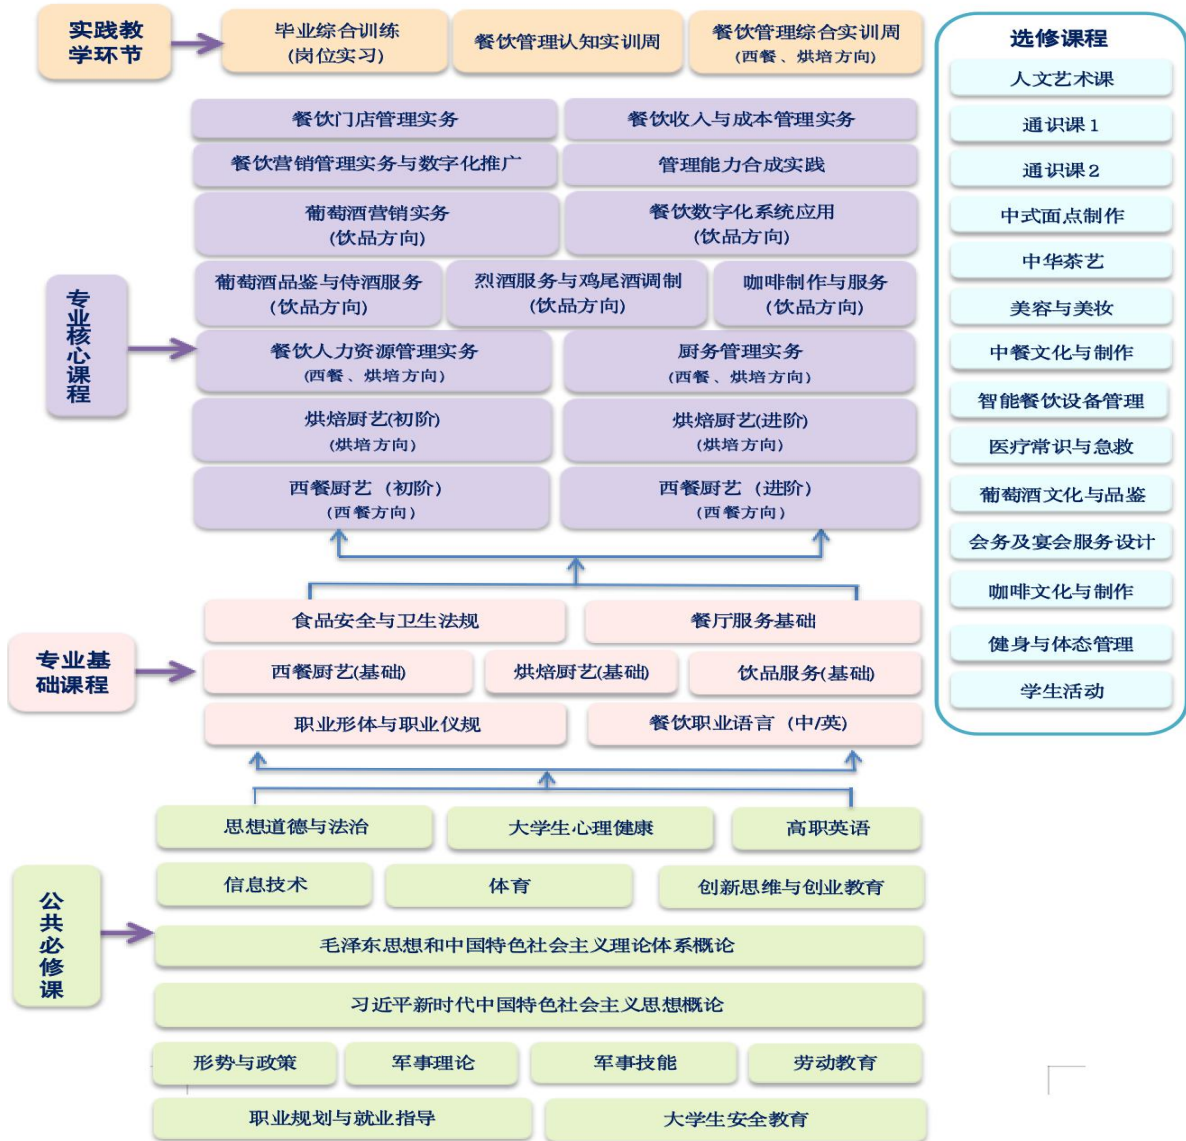 实践教
学环节
毕业综合训练
(岗位实习)
餐饮管理认知实训周
餐饮管理综合实训周
(西餐、烘培方向)
专业核心课程
餐饮门店管理实务
餐饮收入与成本管理实务
餐饮营销管理实务与数字化推广
管理能力合成实践
葡萄酒营销实务
(饮品方向)
餐饮数字化系统应用
(饮品方向)
葡萄酒品鉴与侍酒服务
(饮品方向)
烈酒服务与鸡尾酒调制
(饮品方向)
咖啡制作与服务
(饮品方向)
餐饮人力资源管理实务
(西餐、烘培方向)
厨务管理实务
(西餐、烘培方向)
烘焙厨艺(初阶)
(烘培方向)
烘焙厨艺(进阶)
(烘培方向)
西餐厨艺（初阶）
(西餐方向)
西餐厨艺（进阶）
(西餐方向)
专业基
础课程
食品安全与卫生法规
餐厅服务基础
西餐厨艺(基础)
烘焙厨艺(基础)
饮品服务(基础)
职业形体与职业仪规
餐饮职业语言（中/英）
公共必修课
思想道德与法治
大学生心理健康
高职英语
信息技术
体育
创新思维与创业教育
毛泽东思想和中国特色社会主义理论体系概论
习近平新时代中国特色社会主义思想概论
形势与政策
军事理论
军事技能
劳动教育
职业规划与就业指导
大学生安全教育
选修课程
人文艺术课
通识课1
通识课2
中式面点制作
中华茶艺
美容与美妆
中餐文化与制作
智能餐饮设备管理
医疗常识与急救
葡萄酒文化与品鉴
会务及宴会服务设计
咖啡文化与制作
健身与体态管理
学生活动